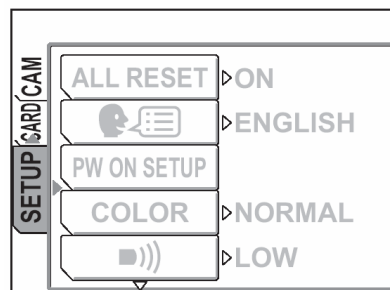 CAM
CARD
SETUP
ALL RESET ON
ENGLISH
PW ON SETUP
COLOR NORMAL
LOW